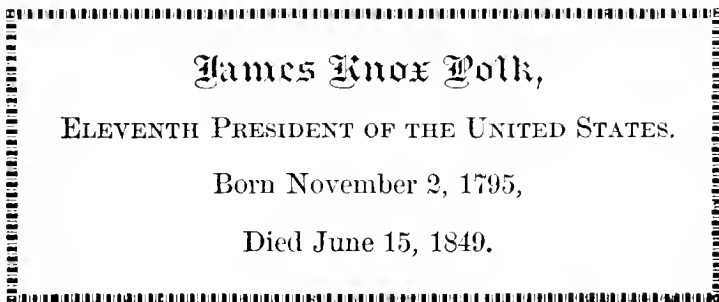 James Knox Polk,
ELEVENTH PRESIDENT OF THE UNITED STATES.
Born November 2, 1795,
Died June 15, 1849.